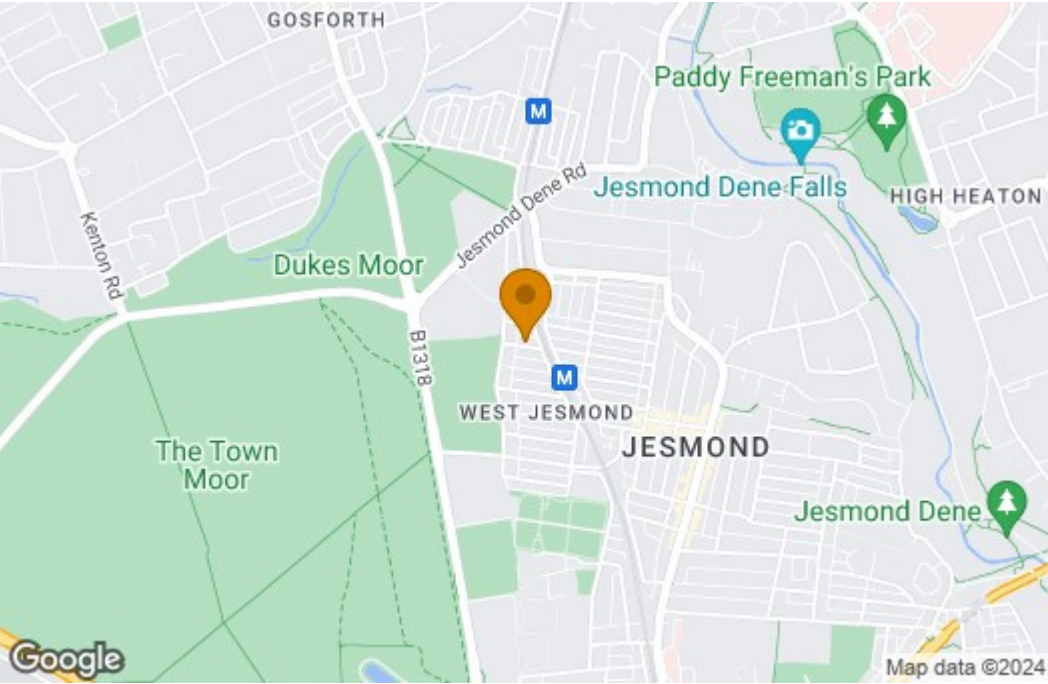 GOSFORTH
M
Paddy Freeman's Park
Jesmond Dene Rd
Jesmond Dene Falls
HIGH HEATON
Kenton Rd
Dukes Moor
B1318
M
WEST JESMOND
JESMOND
The Town
Moor
Jesmond Dene
Google
Map data ©2024